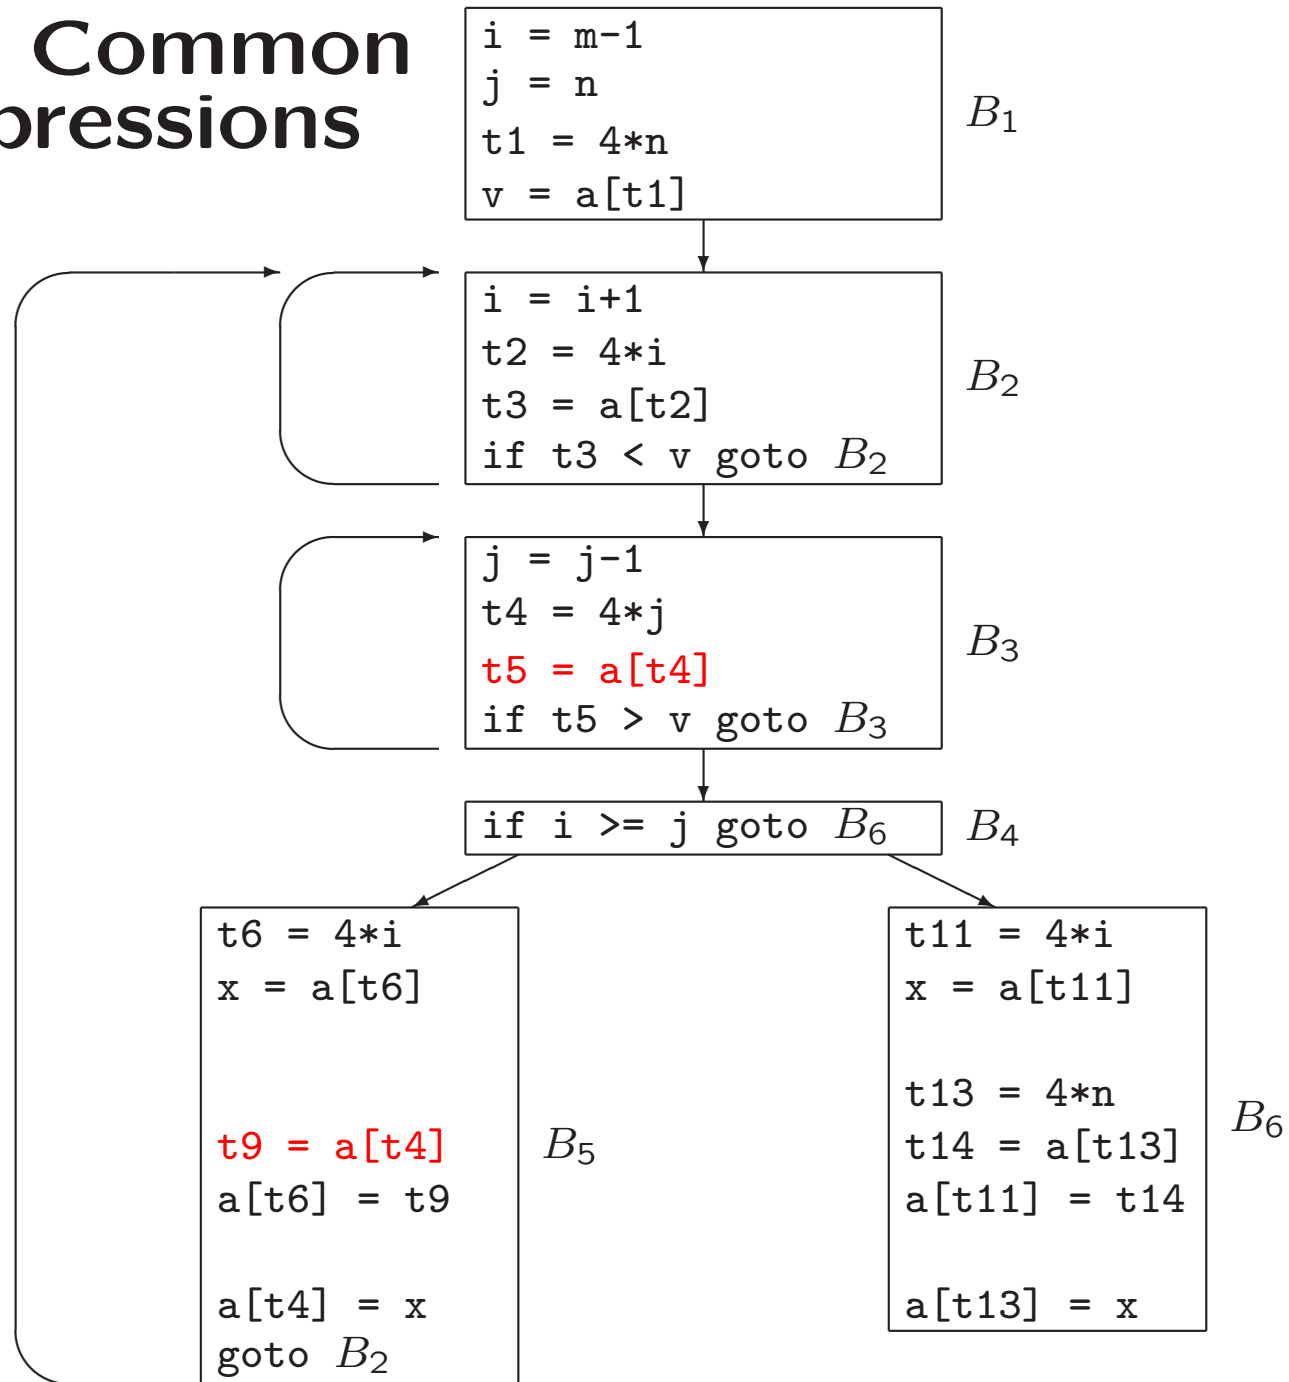 Common
pressions
i = m-1
j = n
t1 = 4*n
v = a[t1]
B1
i = i+1
t2 = 4*i
t3 = a[t2]
if t3 < v goto B2
B2
j = j-1
t4 = 4*j
t5 = a[t4]
if t5 > v goto B3
B3
if i >= j goto B6
B4
t6 = 4*i
x = a[t6]
t9 = a[t4]
a[t6] = t9
a[t4] = x
goto B2
B5
t11 = 4*i
x = a[t11]
t13 = 4*n
t14 = a[t13]
a[t11] = t14
a[t13] = x
B6